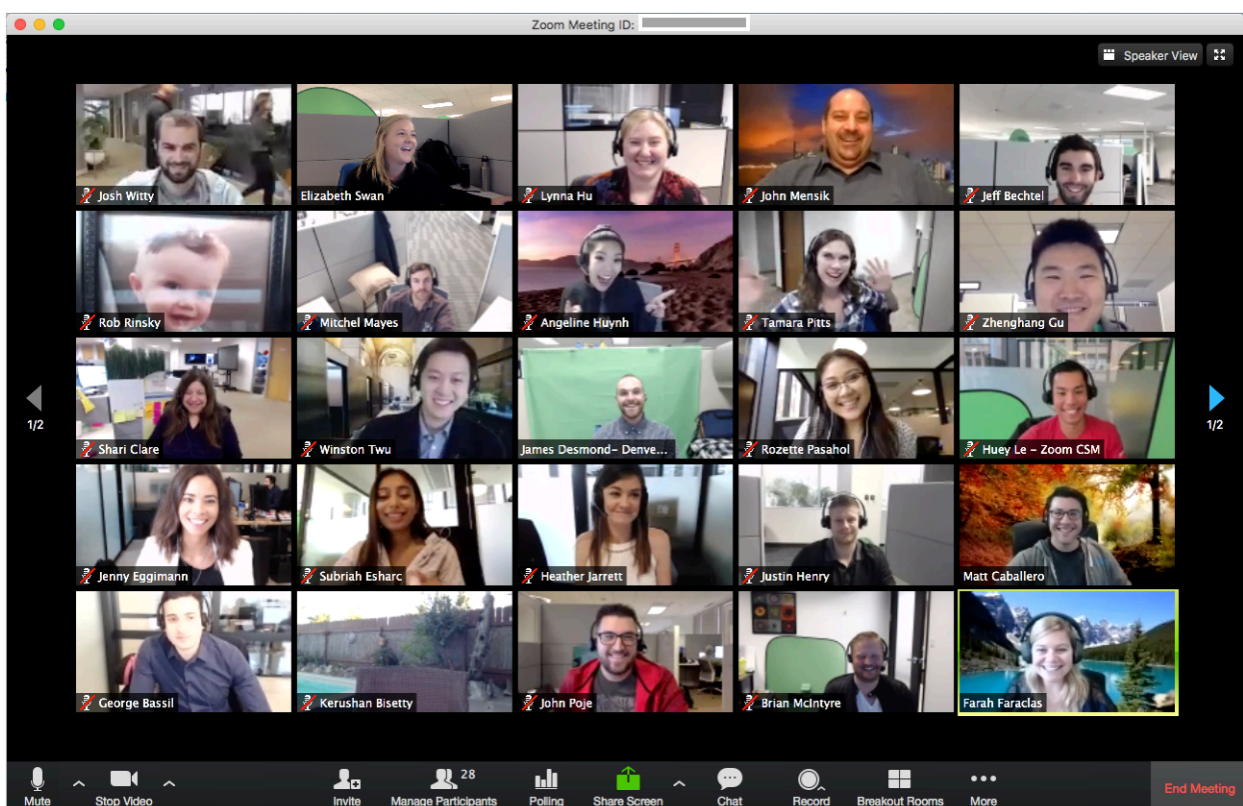 Zoom Meeting ID:
Speaker View
Josh Witty
Elizabeth Swan
Lynna Hu
John Mensik
Jeff Bechtel
Rob Rinsky
Mitchel Mayes
Angeline Huynh
Tamara Pitts
Zhenghang Gu
1/2
1/2
Shari Clare
Winston Twu
James Desmond- Denve...
Rozette Pasahol
Huey Le - Zoom CSM
Jenny Eggimann
Subriah Esharc
Heather Jarrett
Justin Henry
Matt Caballero
George Bassil
Kerushan Bisetty
John Poje
Brian McIntyre
Farah Faraclas
28
Mute
Stop Video
Invite
Manage Participants
Polling
Share Screen
Chat
Record
Breakout Rooms
More
End Meeting